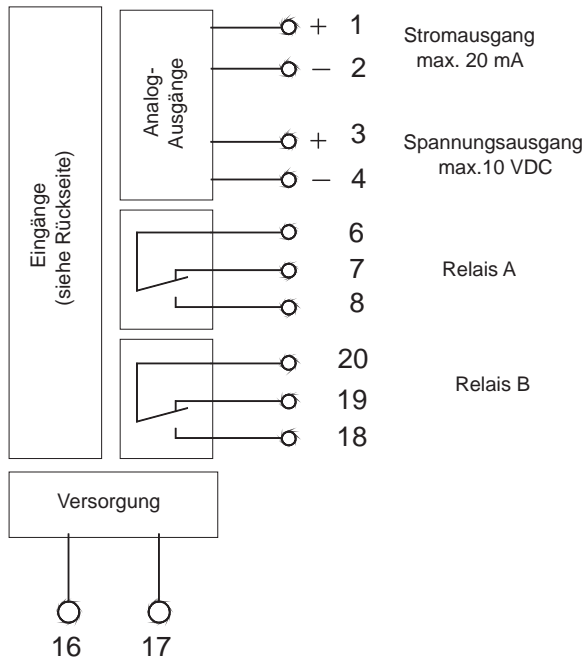 + 1
Stromausgang
max. 20 mA
– 2
+ 3
Spannungsausgang
max.10 VDC
– 4
Analog-
Ausgänge
Eingänge
(siehe Rückseite)
6
7
8
Relais A
20
19
18
Relais B
Versorgung
16 17